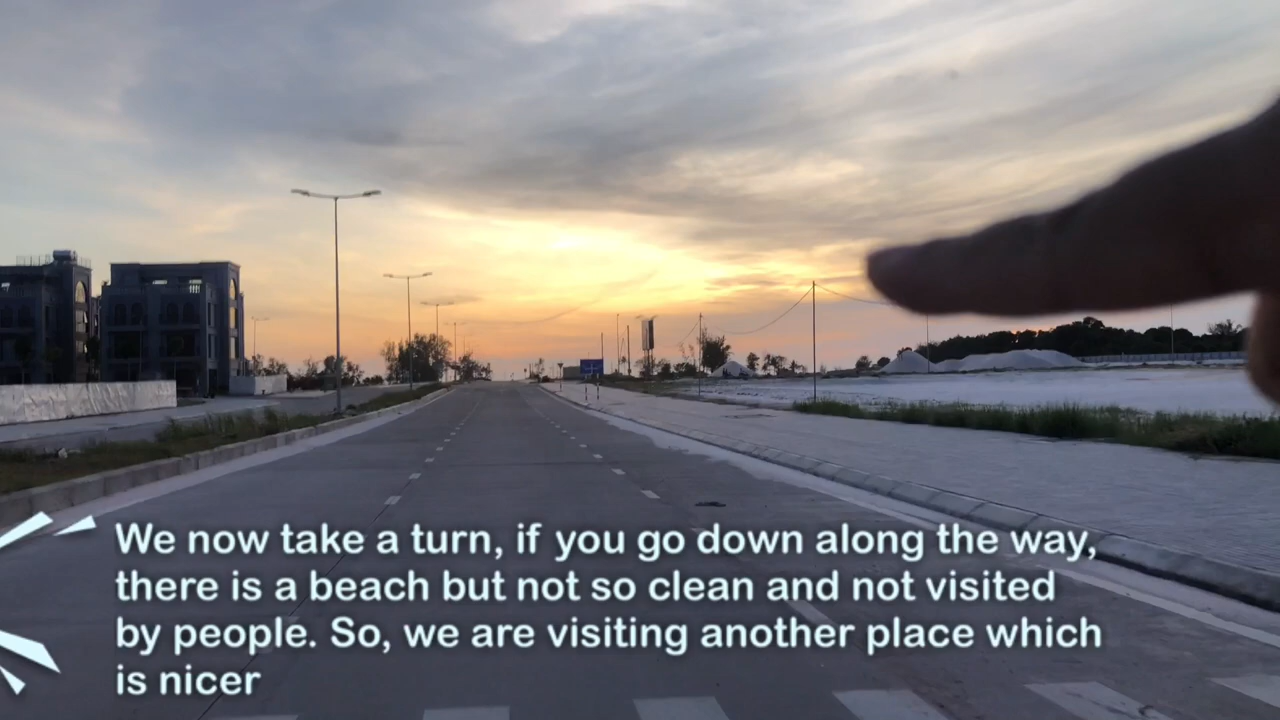 We now take a turn, if you go down along the way,
there is a beach but not so clean and not visited
by people. So, we are visiting another place which
is nicer